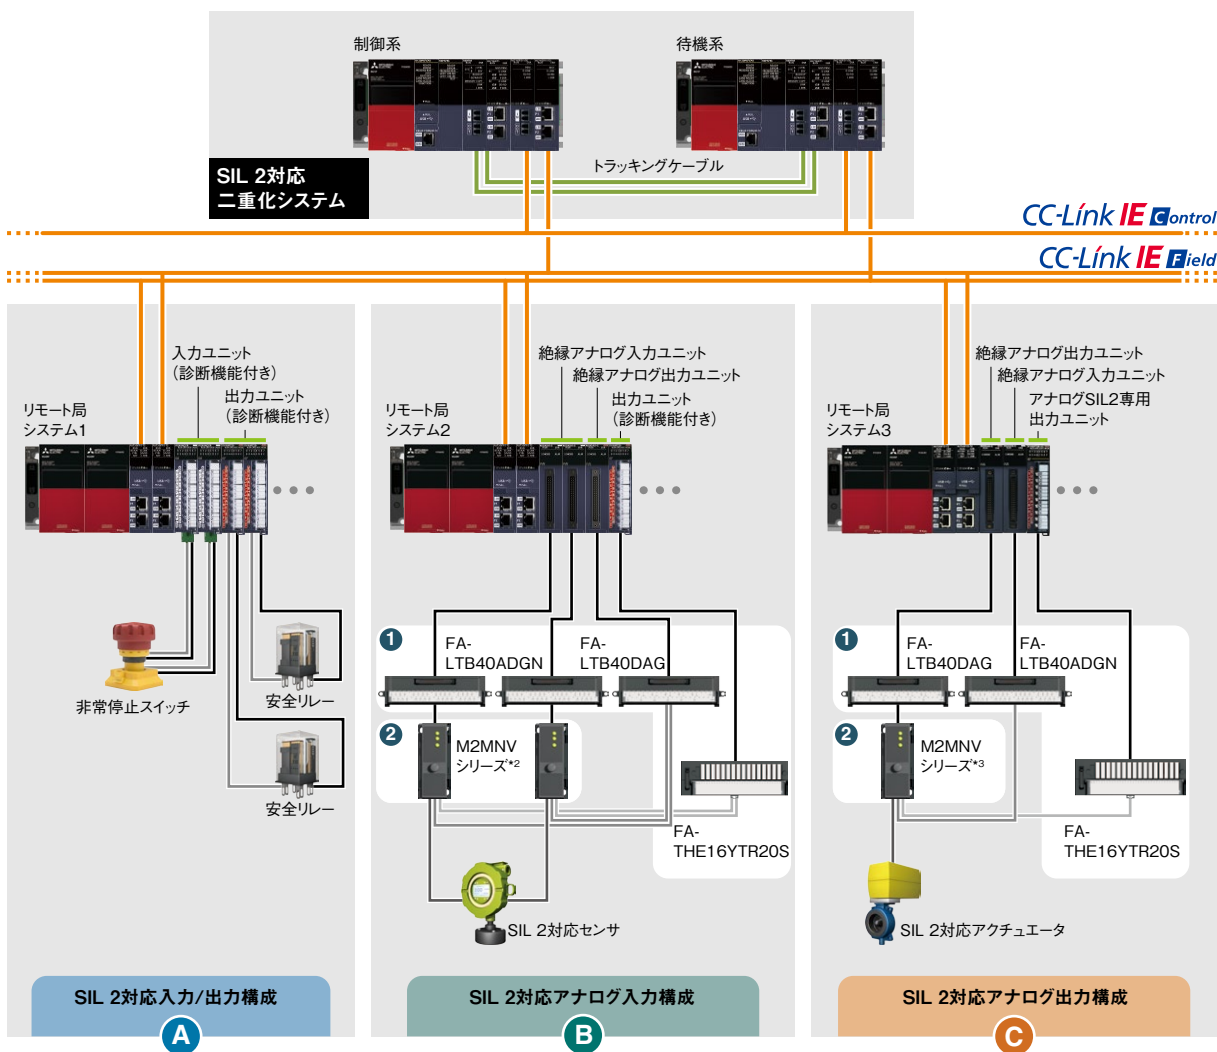 制御系
待機系
トラッキングケーブル
SIL 2対応
二重化システム
CC-Link IE Control
CC-Link IE Field
入力ユニット
(診断機能付き)
出力ユニット
(診断機能付き)
リモート局
システム1
非常停止スイッチ
安全リレー
安全リレー
SIL 2対応入力/出力構成
A
絶縁アナログ入力ユニット
絶縁アナログ出力ユニット
出力ユニット
(診断機能付き)
リモート局
システム2
1
FA-
LTB40ADGN
FA-
LTB40DAG
2
M2MNV
シリーズ*2
FA-
THE16YTR20S
SIL 2対応センサ
SIL 2対応アナログ入力構成
B
絶縁アナログ出力ユニット
絶縁アナログ入力ユニット
アナログSIL2専用
出力ユニット
リモート局
システム3
1
FA-
LTB40DAG
FA-
LTB40ADGN
2
M2MNV
シリーズ*3
FA-
THE16YTR20S
SIL 2対応アクチュエータ
SIL 2対応アナログ出力構成
C